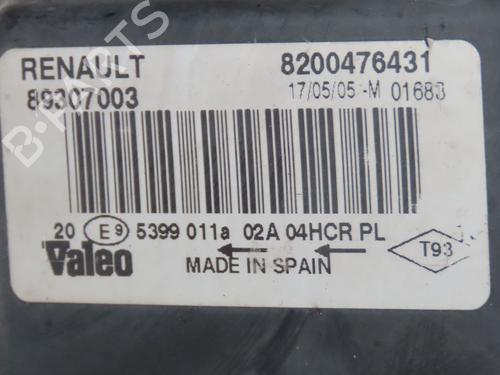 RENAULT 8200476431
89307003 17/05/05 -M 01683
20 E9 5399 011a 02A 04HCR PL
Valeo MADE IN SPAIN T93
B-PARTS